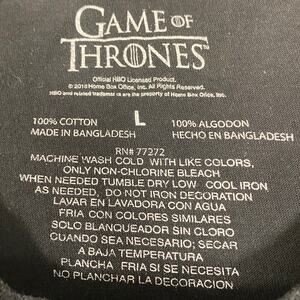 GAME OF
THRONES
Official HBO Licensed Product.
© 2016 Home Box Office, Inc. All Rights Reserved.
HBO and related trademarks are the property of Home Box Office, Inc.
100% COTTON L 100% ALGODON
MADE IN BANGLADESH HECHO EN BANGLADESH
RN# 77272
MACHINE WASH COLD WITH LIKE COLORS,
ONLY NON-CHLORINE BLEACH
WHEN NEEDED TUMBLE DRY LOW. COOL IRON
AS NEEDED. DO NOT IRON DECORATION
LAVAR EN LAVADORA CON AGUA
FRIA CON COLORES SIMILARES
SOLO BLANQUEADOR SIN CLORO
CUANDO SEA NECESARIO; SECAR
A BAJA TEMPERATURA
PLANCHA FRIA SI SE NECESITA
NO PLANCHAR LA DECORACION